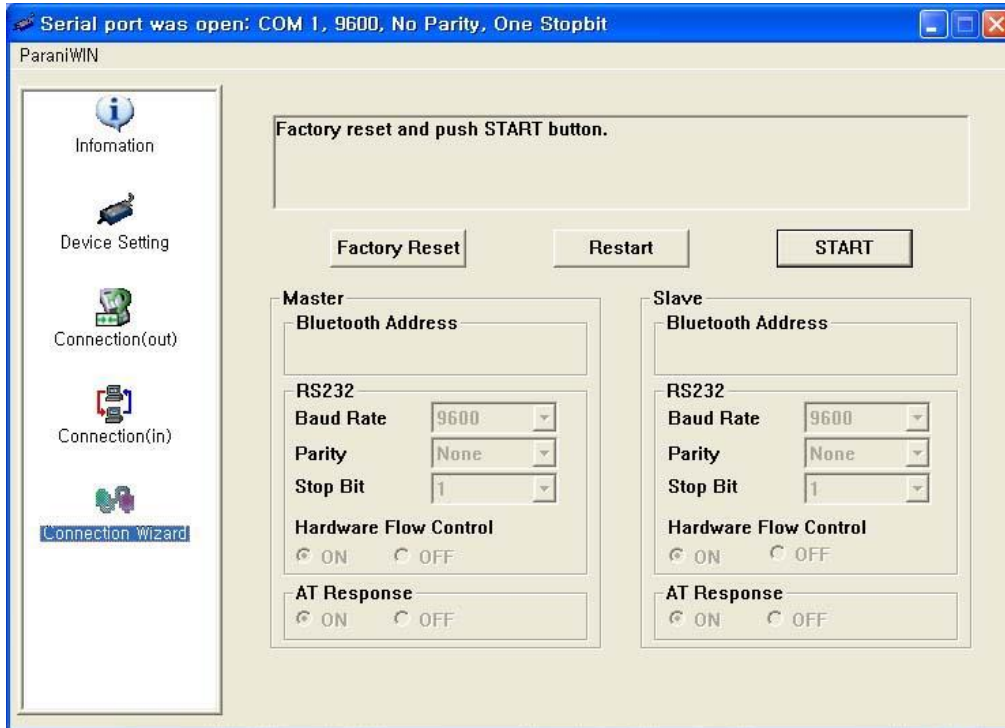 Serial port was open: COM 1, 9600, No Parity, One Stopbit
ParaniWIN
Infomation
Device Setting
Connection(out)
Connection(in)
Connection Wizard
Factory reset and push START button.
Factory Reset Restart START
Master
Bluetooth Address
RS232
Baud Rate 9600
Parity None
Stop Bit 1
Hardware Flow Control
ON OFF
AT Response
ON OFF
Slave
Bluetooth Address
RS232
Baud Rate 9600
Parity None
Stop Bit 1
Hardware Flow Control
ON OFF
AT Response
ON OFF